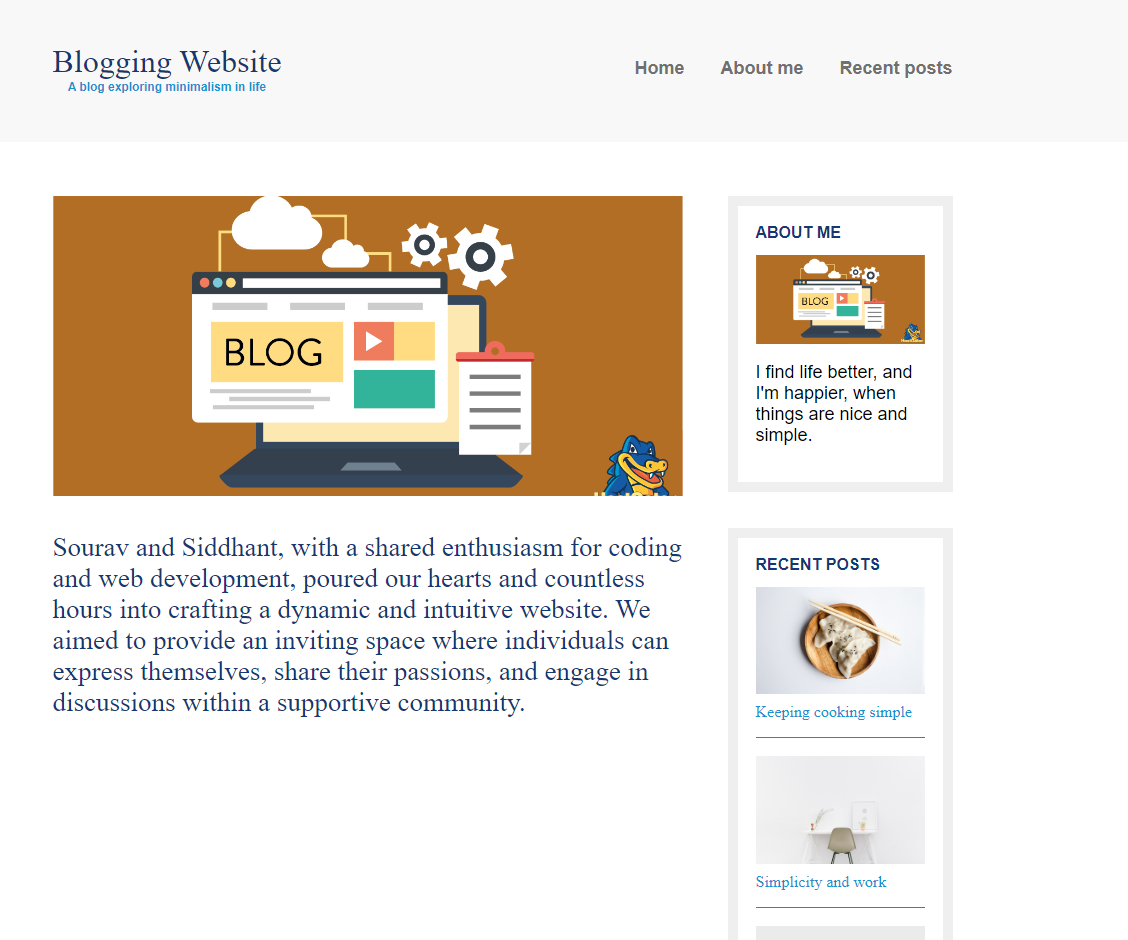 Blogging Website
A blog exploring minimalism in life
Home About me Recent posts
BLOG
Sourav and Siddhant, with a shared enthusiasm for coding
and web development, poured our hearts and countless
hours into crafting a dynamic and intuitive website. We
aimed to provide an inviting space where individuals can
express themselves, share their passions, and engage in
discussions within a supportive community.
ABOUT ME
BLOG
I find life better, and
I'm happier, when
things are nice and
simple.
RECENT POSTS
Keeping cooking simple
Simplicity and work